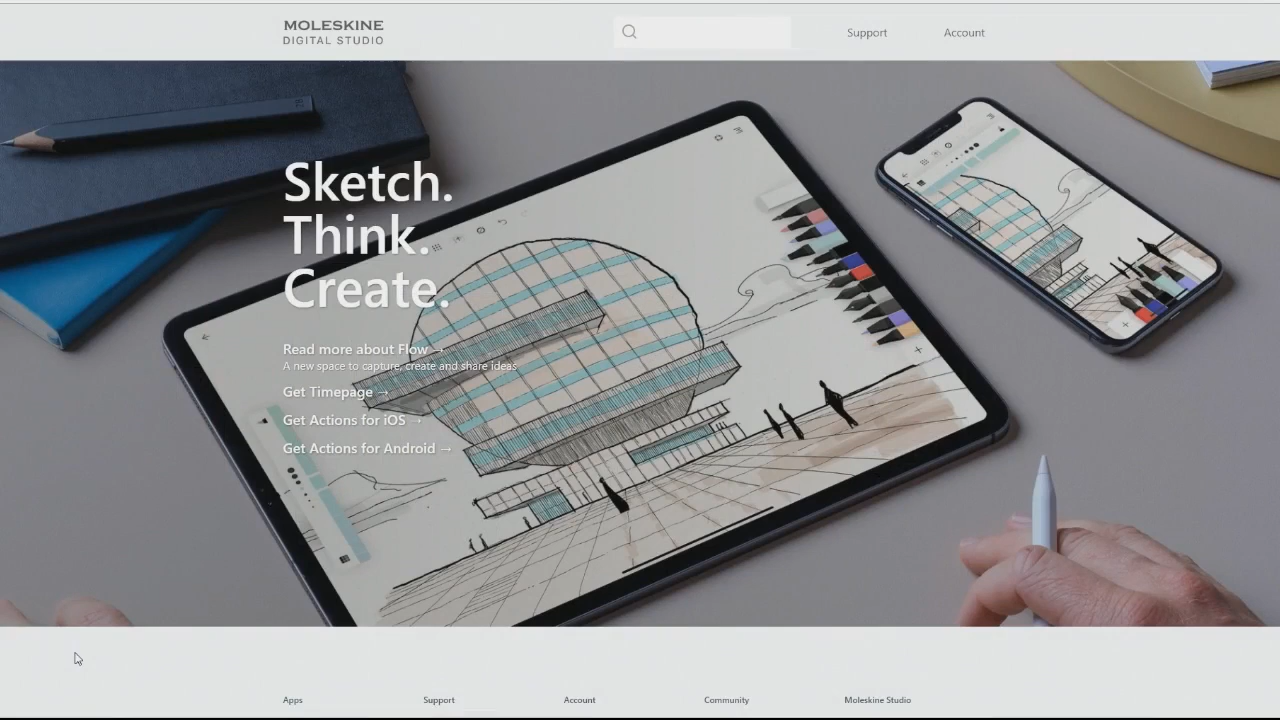 MOLESKINE
DIGITAL STUDIO
Support
Account
Sketch.
Think.
Create.
Read more about Flow →
A new space to capture, create and share ideas
Get Timepage →
Get Actions for iOS →
Get Actions for Android →
Apps
Support
Account
Community
Moleskine Studio